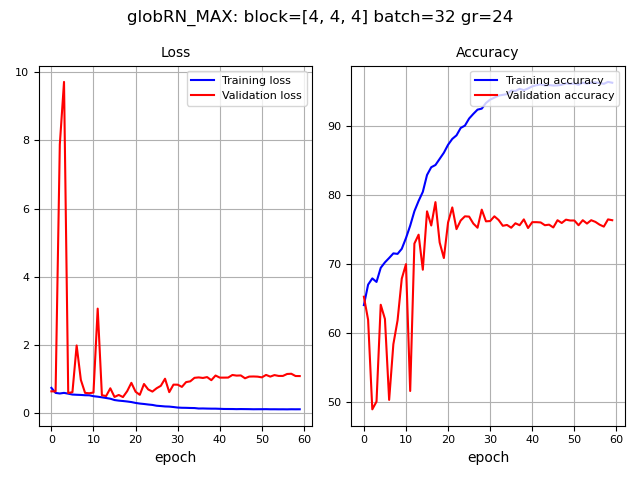 globRN_MAX: block=[4, 4, 4] batch=32 gr=24
Loss
Training loss
Validation loss
10
8
6
4
2
0
0
10
20
30
40
50
60
epoch
Accuracy
Training accuracy
Validation accuracy
90
80
70
60
50
0
10
20
30
40
50
60
epoch